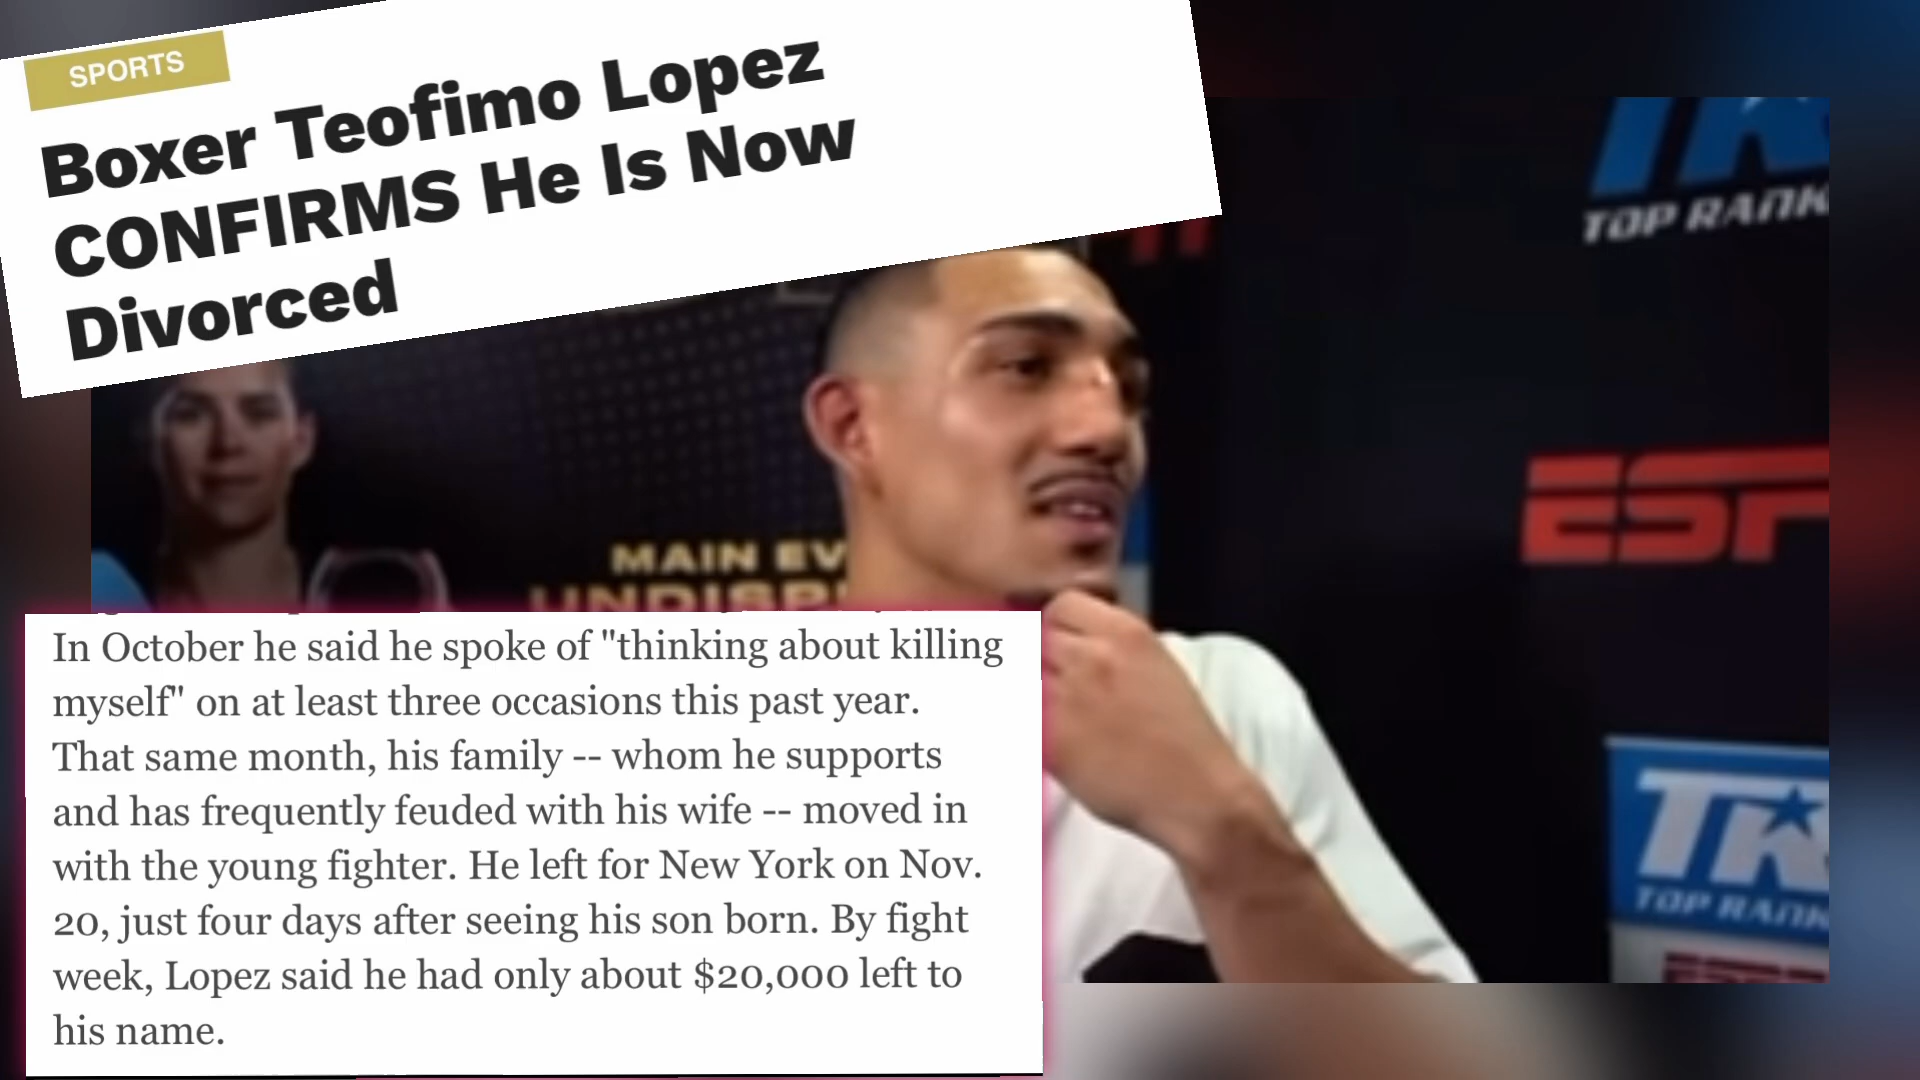 SPORTS
Boxer Teofimo Lopez
CONFIRMS He Is Now
Divorced
TR
TOP RANK
MAIN EV
UNDISP
ESP
TR
TOP RANK
In October he said he spoke of "thinking about killing
myself" on at least three occasions this past year.
That same month, his family -- whom he supports
and has frequently feuded with his wife -- moved in
with the young fighter. He left for New York on Nov.
20, just four days after seeing his son born. By fight
week, Lopez said he had only about $20,000 left to
his name.